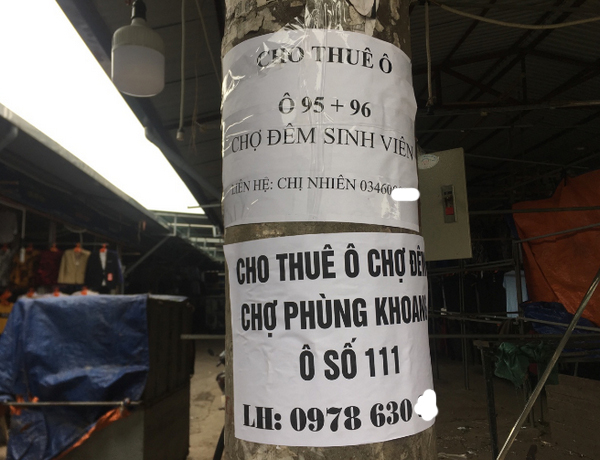 CHO THUÊ Ô
Ô 95 + 96
CHỢ ĐÊM SINH VIÊN
LIÊN HỆ: CHỊ NHIÊN 03460
CHO THUÊ Ô CHỢ ĐÊM
CHỢ PHÙNG KHOANG
Ô SỐ 111
LH: 0978 630